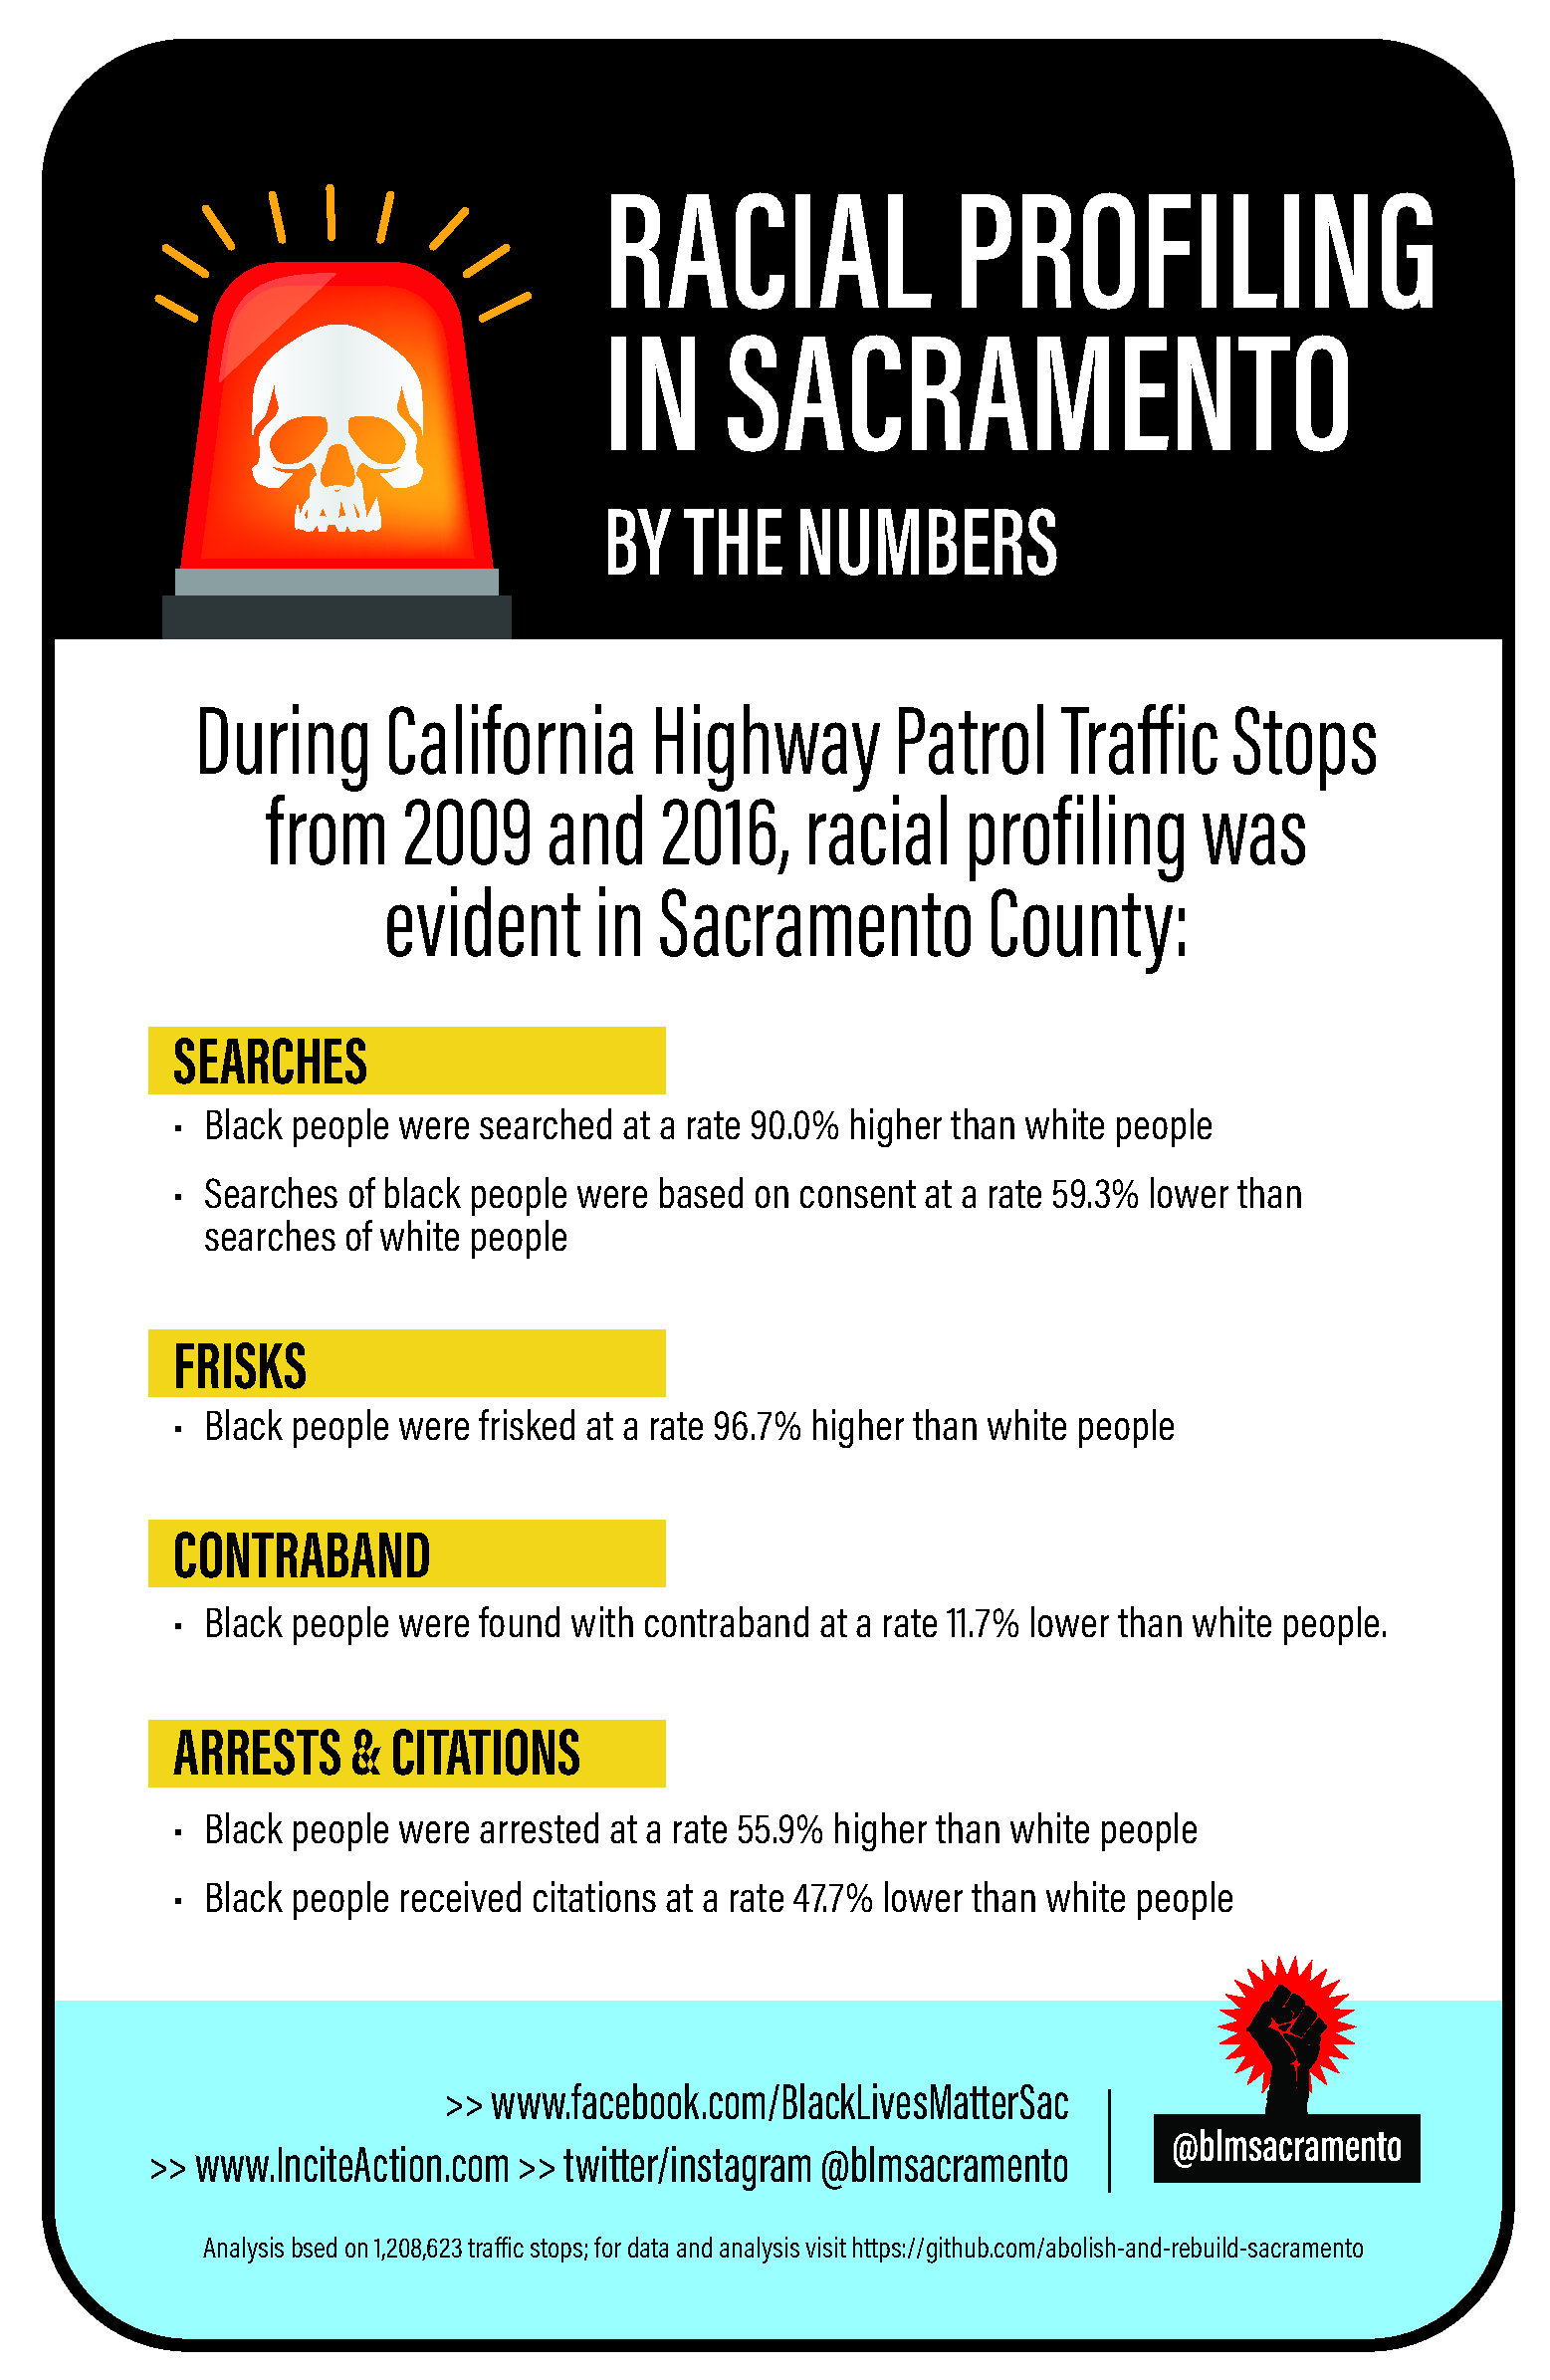 RACIAL PROFILING
IN SACRAMENTO
BY THE NUMBERS
During California Highway Patrol Traffic Stops
from 2009 and 2016, racial profiling was
evident in Sacramento County:
SEARCHES
· Black people were searched at a rate 90.0% higher than white people
· Searches of black people were based on consent at a rate 59.3% lower than
searches of white people
FRISKS
· Black people were frisked at a rate 96.7% higher than white people
CONTRABAND
· Black people were found with contraband at a rate 11.7% lower than white people.
ARRESTS & CITATIONS
· Black people were arrested at a rate 55.9% higher than white people
· Black people received citations at a rate 47.7% lower than white people
>> www.facebook.com/BlackLivesMatterSac
>> www.InciteAction.com >> twitter/instagram @blmsacramento
@blmsacramento
Analysis bsed on 1,208,623 traffic stops; for data and analysis visit https://github.com/abolish-and-rebuild-sacramento